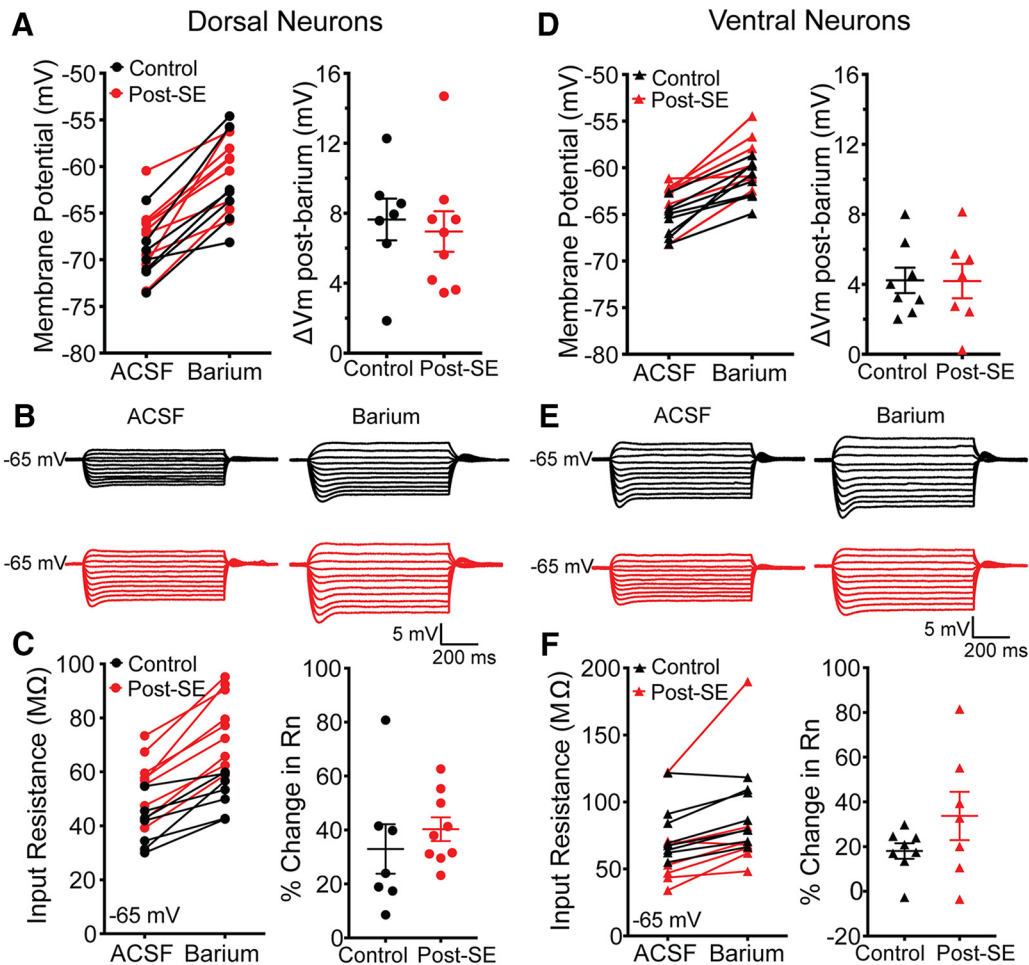 Dorsal Neurons
Ventral Neurons
A
Control
Post-SE
Membrane Potential (mV)
-50
-55
-60
-65
-70
-75
-80
ACSF Barium
ΔVm post-barium (mV)
16
12
8
4
0
Control Post-SE
D
Control
Post-SE
Membrane Potential (mV)
-50
-55
-60
-65
-70
-75
-80
ACSF Barium
ΔVm post-barium (mV)
16
12
8
4
0
Control Post-SE
B
ACSF
Barium
-65 mV
-65 mV
5 mV
200 ms
E
ACSF
Barium
-65 mV
-65 mV
5 mV
200 ms
C
Control
Post-SE
Input Resistance (MΩ)
100
80
60
40
20
0
-65 mV
ACSF Barium
% Change in Rn
100
80
60
40
20
0
Control Post-SE
F
Control
Post-SE
Input Resistance (MΩ)
200
150
100
50
0
-65 mV
ACSF Barium
% Change in Rn
100
80
60
40
20
0
-20
Control Post-SE